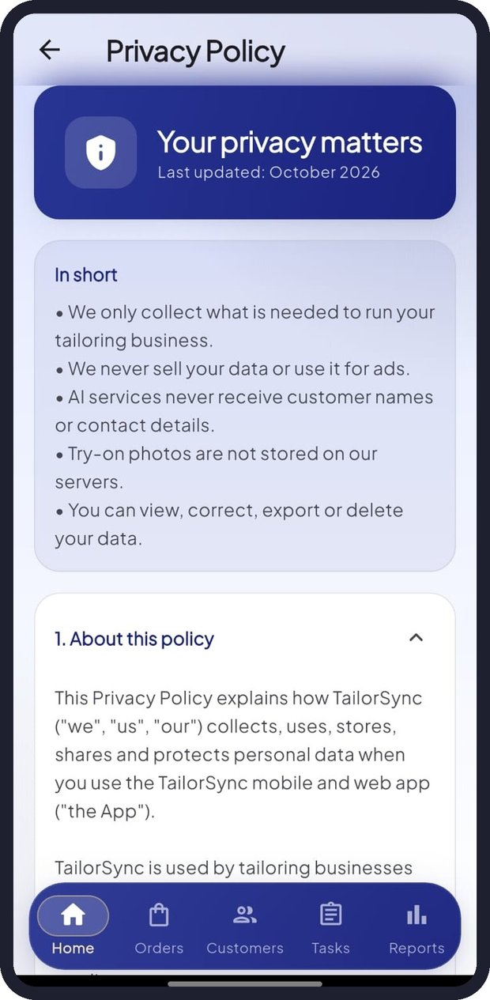 Privacy Policy
Your privacy matters
Last updated: October 2026
In short
• We only collect what is needed to run your
tailoring business.
• We never sell your data or use it for ads.
• AI services never receive customer names
or contact details.
• Try-on photos are not stored on our
servers.
• You can view, correct, export or delete
your data.
1. About this policy
This Privacy Policy explains how TailorSync
("we", "us", "our") collects, uses, stores,
shares and protects personal data when
you use the TailorSync mobile and web app
("the App").
TailorSync is used by tailoring businesses
Home
Orders
Customers
Tasks
Reports